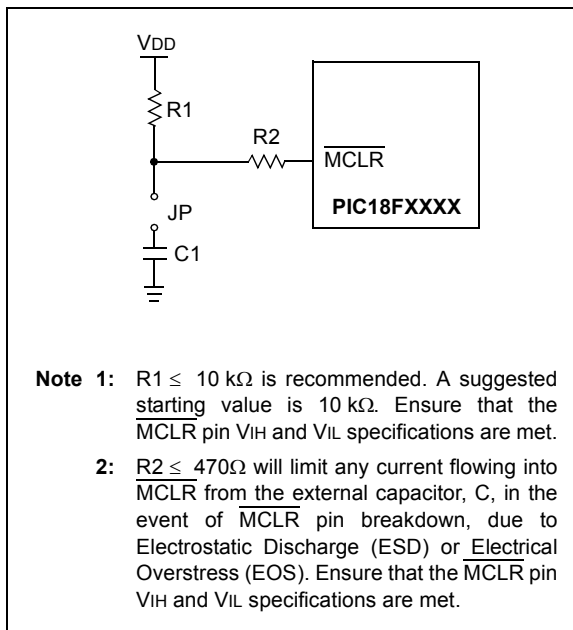 VDD
R1
R2
MCLR
PIC18FXXXX
JP
C1
Note 1: R1 ≤ 10 kΩ is recommended. A suggested
starting value is 10 kΩ. Ensure that the
MCLR pin VIH and VIL specifications are met.
2: R2 ≤ 470Ω will limit any current flowing into
MCLR from the external capacitor, C, in the
event of MCLR pin breakdown, due to
Electrostatic Discharge (ESD) or Electrical
Overstress (EOS). Ensure that the MCLR pin
VIH and VIL specifications are met.